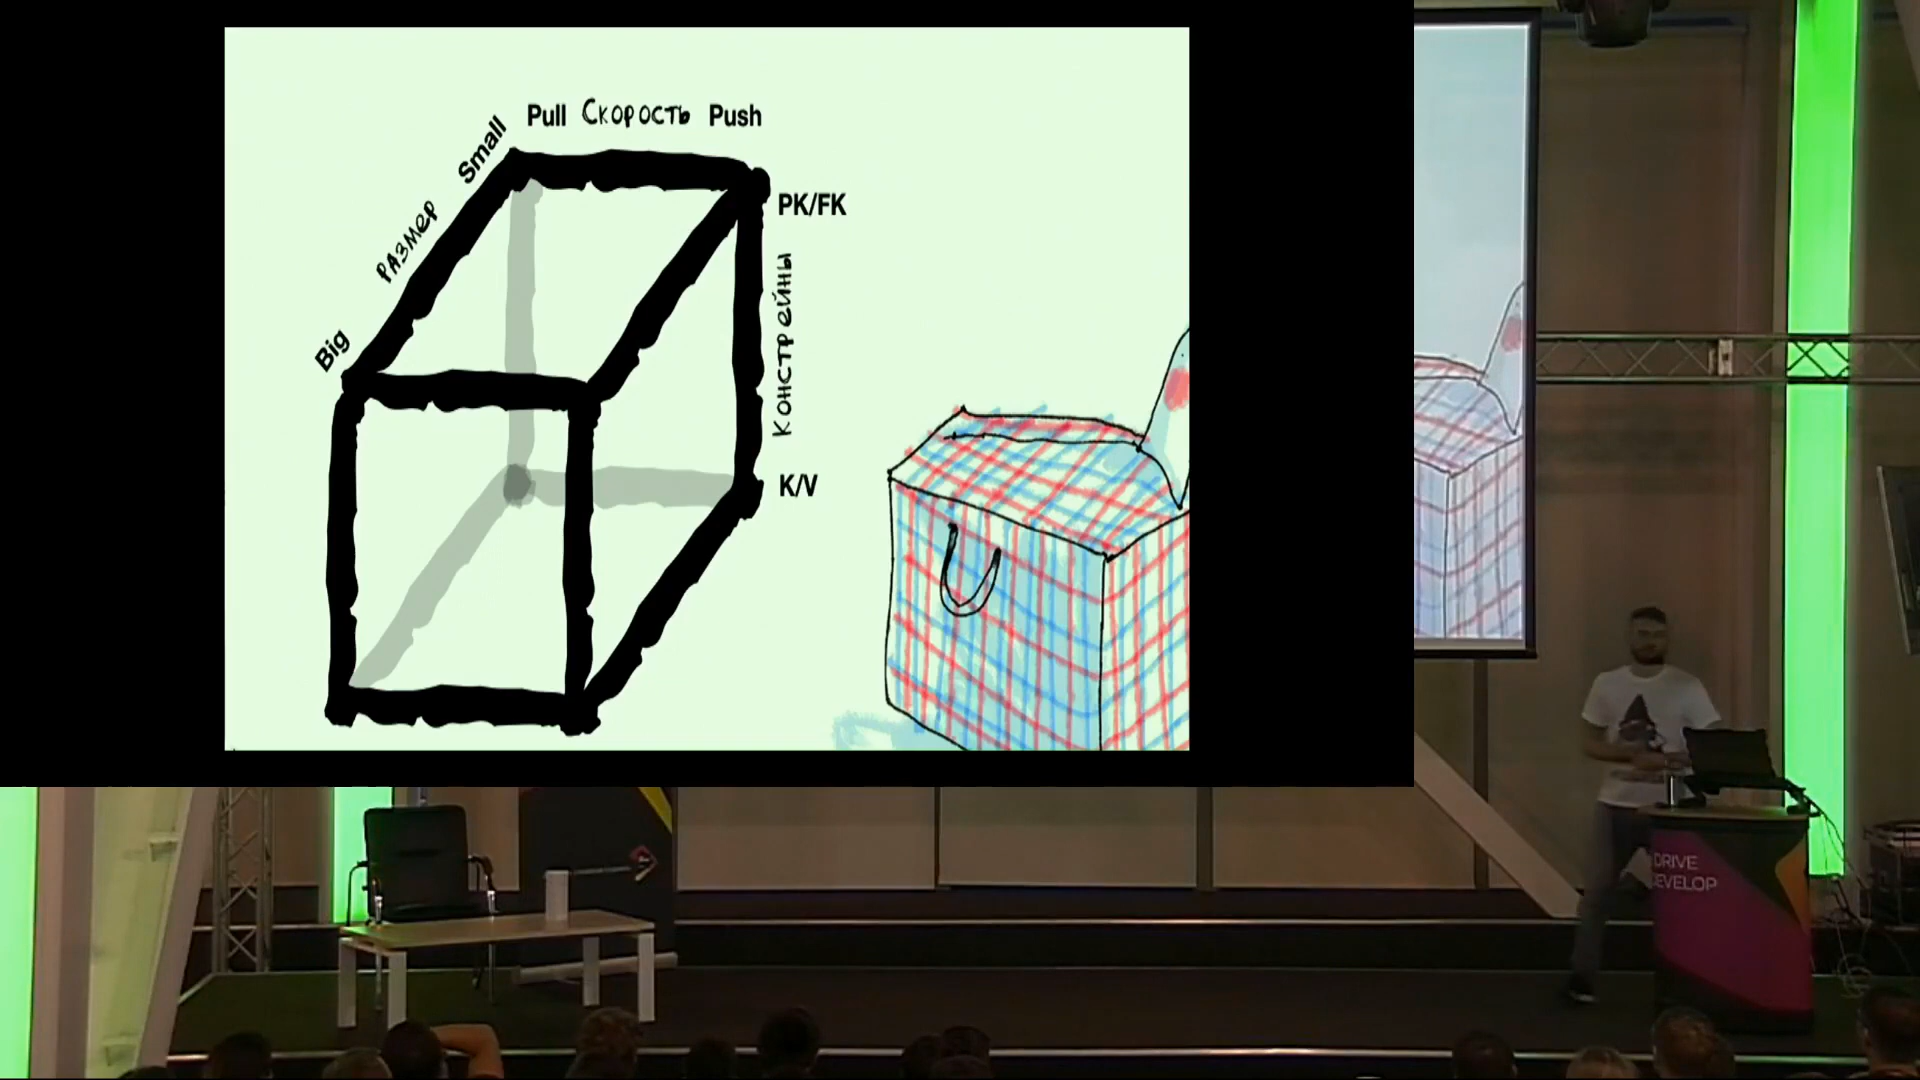 Pull Скорость Push
Small
Размер
Big
PK/FK
Констрейны
K/V
DRIVE
DEVELOP